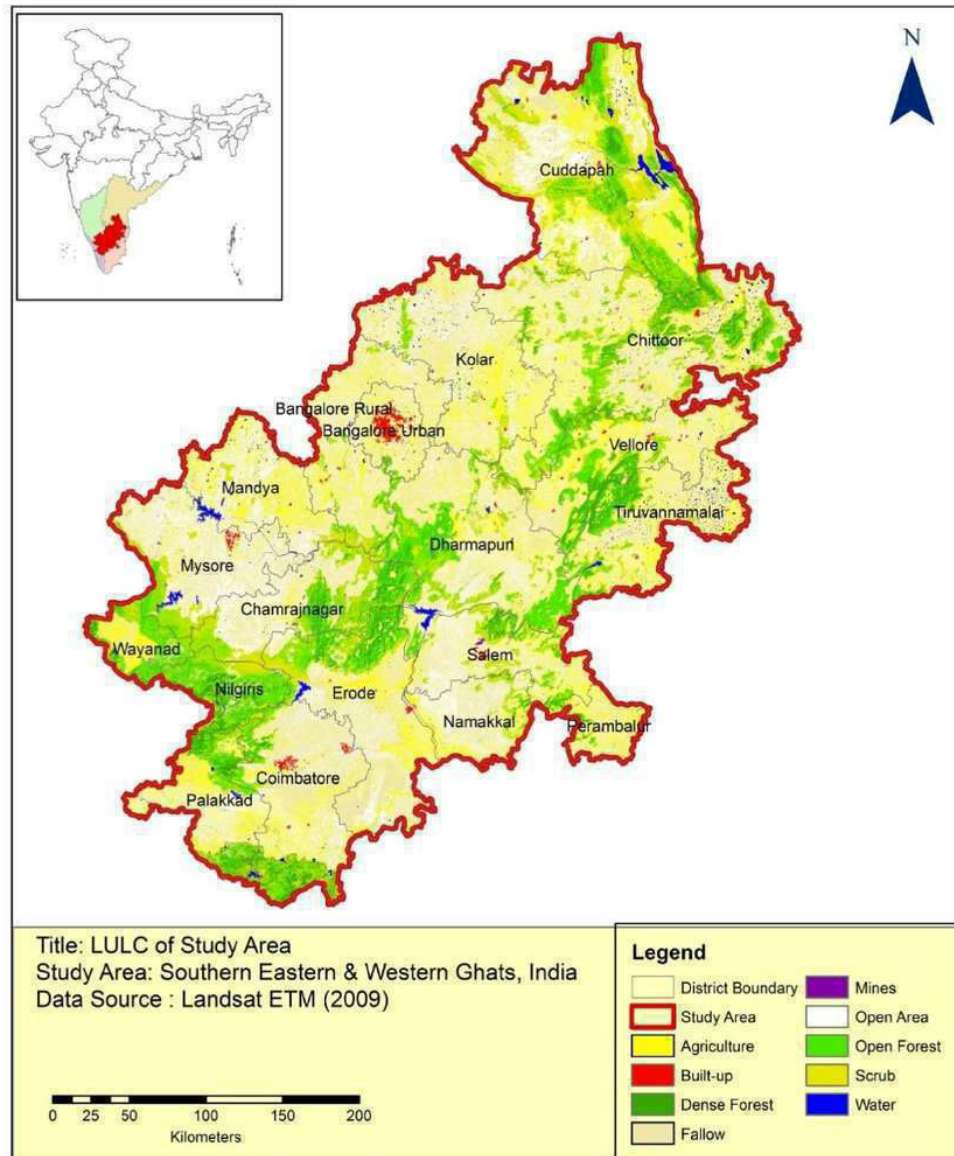 N
Cuddapah
Chittoor
Kolar
Bangalore Rural
Bangalore Urban
Vellore
Mandya
Tiruvannamalai
Dharmapuri
Mysore
Chamrajnagar
Wayanad
Salem
Nilgiris
Erode
Namakkal
Perambalur
Coimbatore
Palakkad
Title: LULC of Study Area
Study Area: Southern Eastern & Western Ghats, India
Data Source : Landsat ETM (2009)
0 25 50 100 150 200
Kilometers
Legend
District Boundary
Study Area
Agriculture
Built-up
Dense Forest
Fallow
Mines
Open Area
Open Forest
Scrub
Water